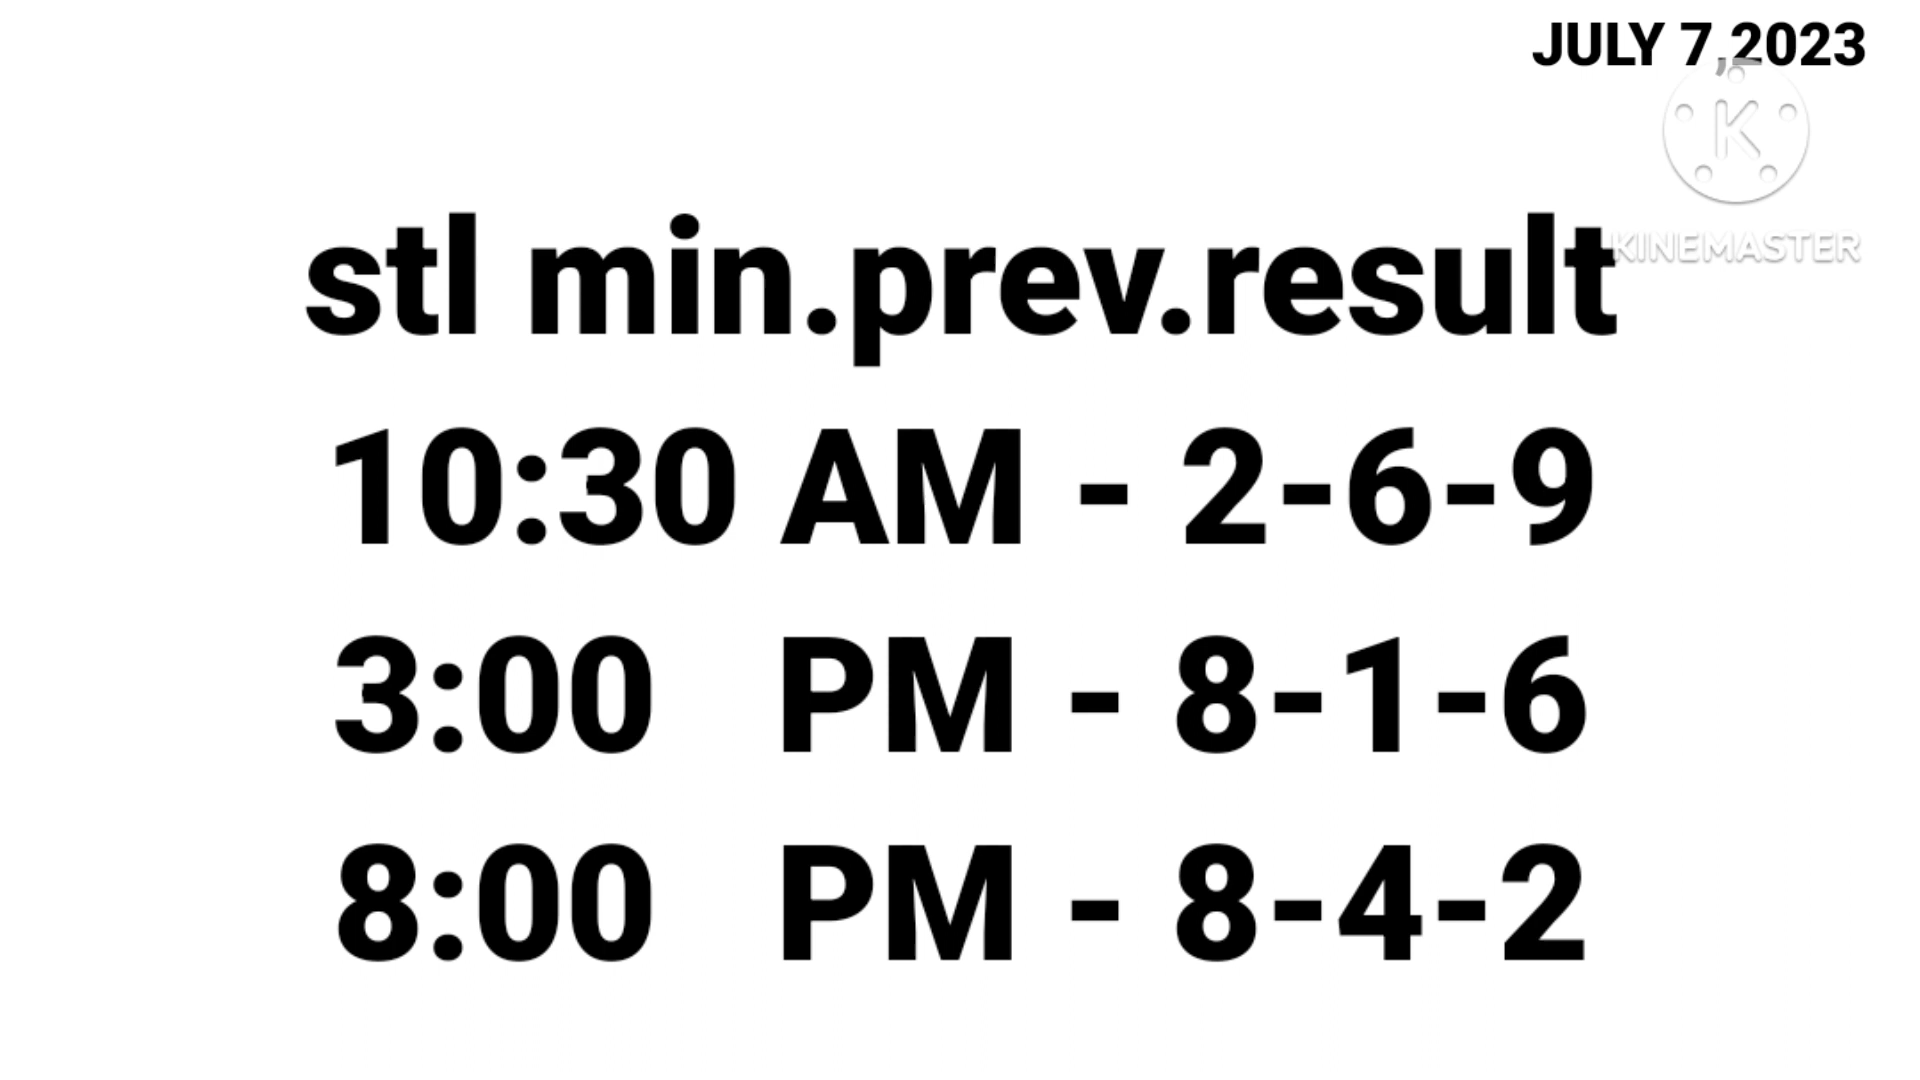 JULY 7,2023
K
KINEMASTER
stl min.prev.result
10:30 AM - 2-6-9
3:00 PM - 8-1-6
8:00 PM - 8-4-2